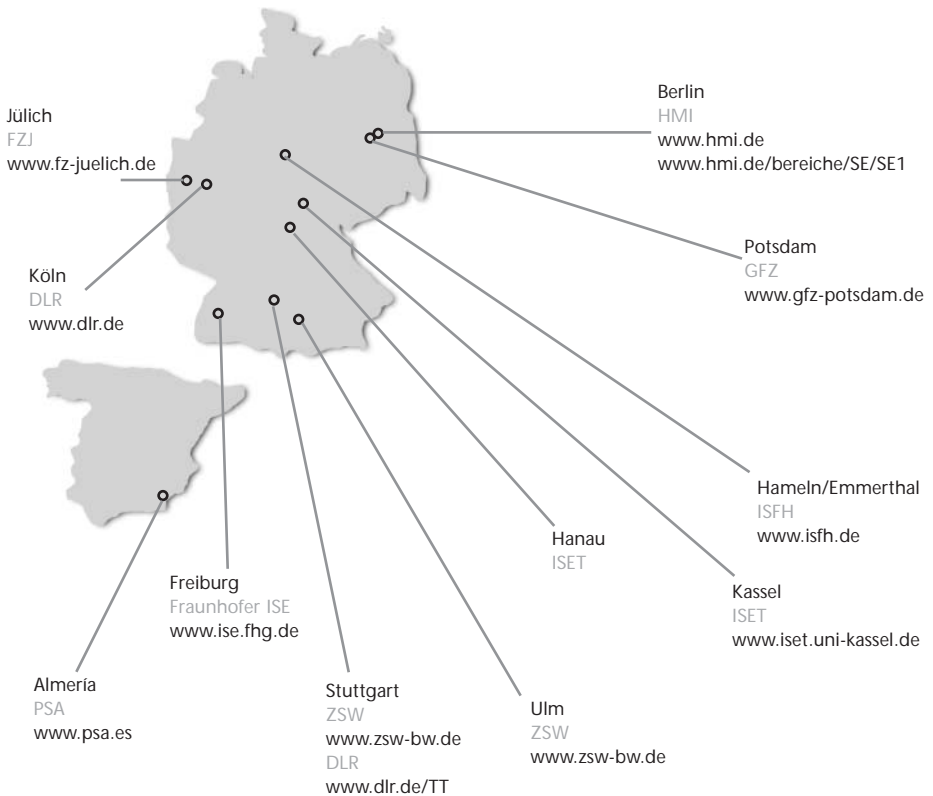 Jülich
FZJ
www.fz-juelich.de
Berlin
HMI
www.hmi.de
www.hmi.de/bereiche/SE/SE1
Köln
DLR
www.dlr.de
Potsdam
GFZ
www.gfz-potsdam.de
Hameln/Emmerthal
ISFH
www.isfh.de
Hanau
ISET
Kassel
ISET
www.iset.uni-kassel.de
Freiburg
Fraunhofer ISE
www.ise.fhg.de
Almería
PSA
www.psa.es
Stuttgart
ZSW
www.zsw-bw.de
DLR
www.dlr.de/TT
Ulm
ZSW
www.zsw-bw.de